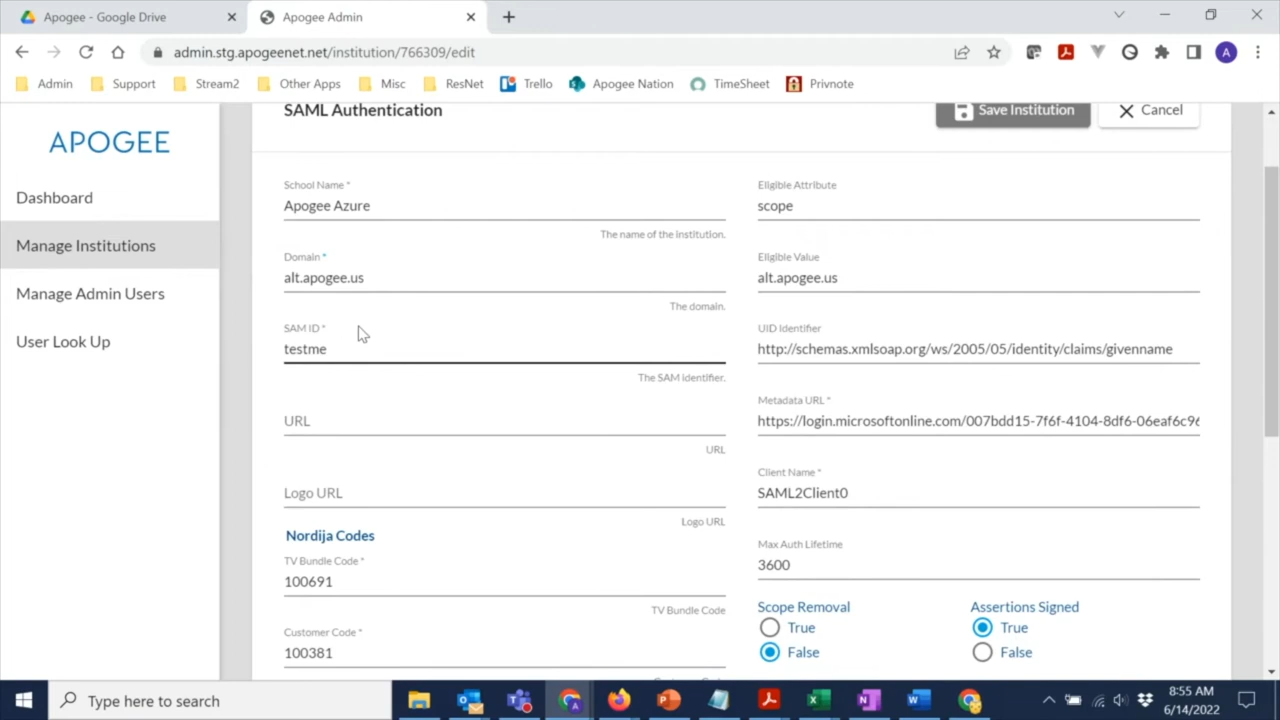 Apogee - Google Drive
Apogee Admin
admin.stg.apogeenet.net/institution/766309/edit
A
Admin
Support
Stream2
Other Apps
Misc
ResNet
Trello
Apogee Nation
TimeSheet
Privnote
APOGEE
Dashboard
Manage Institutions
Manage Admin Users
User Look Up
SAML Authentication
Save Institution
Cancel
School Name *
Apogee Azure
The name of the institution.
Domain *
alt.apogee.us
The domain.
SAM ID *
testme
The SAM identifier.
URL
URL
Logo URL
Logo URL
Nordija Codes
TV Bundle Code *
100691
TV Bundle Code
Customer Code *
100381
Eligible Attribute
scope
Eligible Value
alt.apogee.us
UID Identifier
http://schemas.xmlsoap.org/ws/2005/05/identity/claims/givenname
Metadata URL *
https://login.microsoftonline.com/007bdd15-7f6f-4104-8df6-06eaf6c96
Client Name *
SAML2Client0
Max Auth Lifetime
3600
Scope Removal
True
False
Assertions Signed
True
False
Type here to search
8:55 AM
6/14/2022